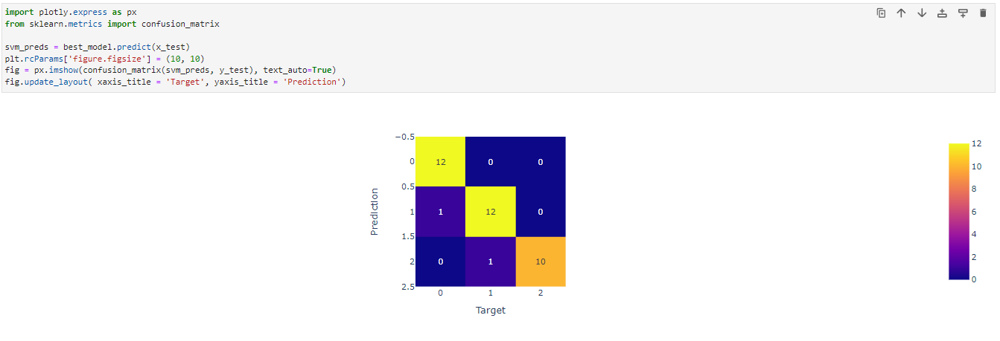 import plotly.express as px
from sklearn.metrics import confusion_matrix
svm_preds = best_model.predict(x_test)
plt.rcParams['figure.figsize'] = (10, 10)
fig = px.imshow(confusion_matrix(svm_preds, y_test), text_auto=True)
fig.update_layout( xaxis_title = 'Target', yaxis_title = 'Prediction')
−0.5
0
0.5
1
1.5
2
2.5
Prediction
12 0 0
1 12 0
0 1 10
0 1 2
Target
12
10
8
6
4
2
0